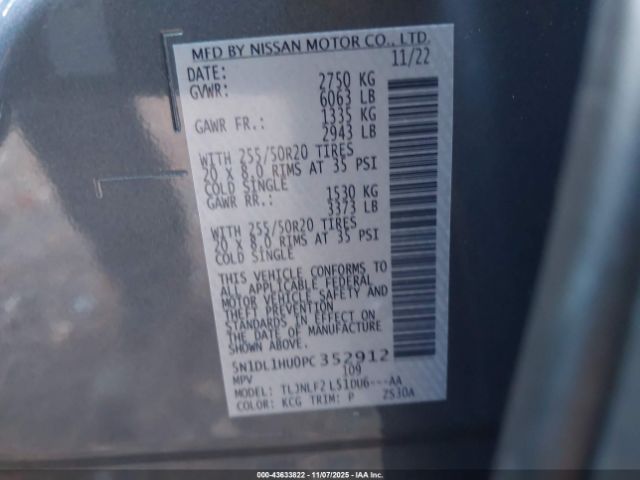 MFD BY NISSAN MOTOR CO., LTD.
DATE: 11/22
GVWR: 2750 KG
6063 LB
GAWR FR.: 1335 KG
2943 LB
WITH 255/50R20 TIRES
20 X 8.0 RIMS AT 35 PSI
COLD SINGLE
GAWR RR.: 1530 KG
3373 LB
WITH 255/50R20 TIRES
20 X 8.0 RIMS AT 35 PSI
COLD SINGLE
THIS VEHICLE CONFORMS TO
ALL APPLICABLE FEDERAL
MOTOR VEHICLE SAFETY AND
THEFT PREVENTION
STANDARDS IN EFFECT ON
THE DATE OF MANUFACTURE
SHOWN ABOVE.
5N1DL1HU0PC352912
MPV 109
MODEL: TLJNLF2L51DU6---AA
COLOR: KCG TRIM: P ZS30A
000-43633822 | 11/07/2025 | IAA Inc.